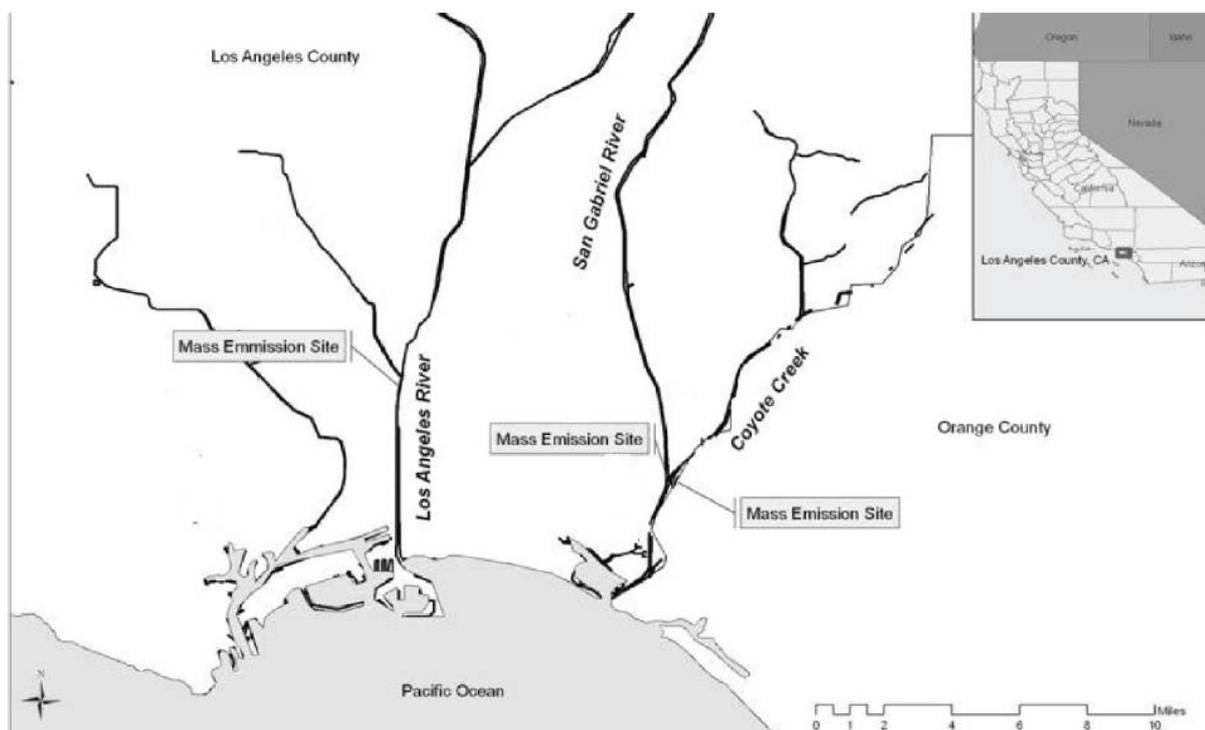 Los Angeles County
Oregon
Idaho
Nevada
California
Los Angeles County, CA
San Gabriel River
Mass Emmission Site
Los Angeles River
Coyote Creek
Mass Emission Site
Orange County
Mass Emission Site
N
Pacific Ocean
Miles
0 1 2 4 6 8 10